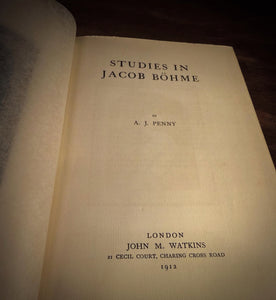 STUDIES IN
JACOB BÖHME
BY
A. J. PENNY
LONDON
JOHN M. WATKINS
21 CECIL COURT, CHARING CROSS ROAD
1912